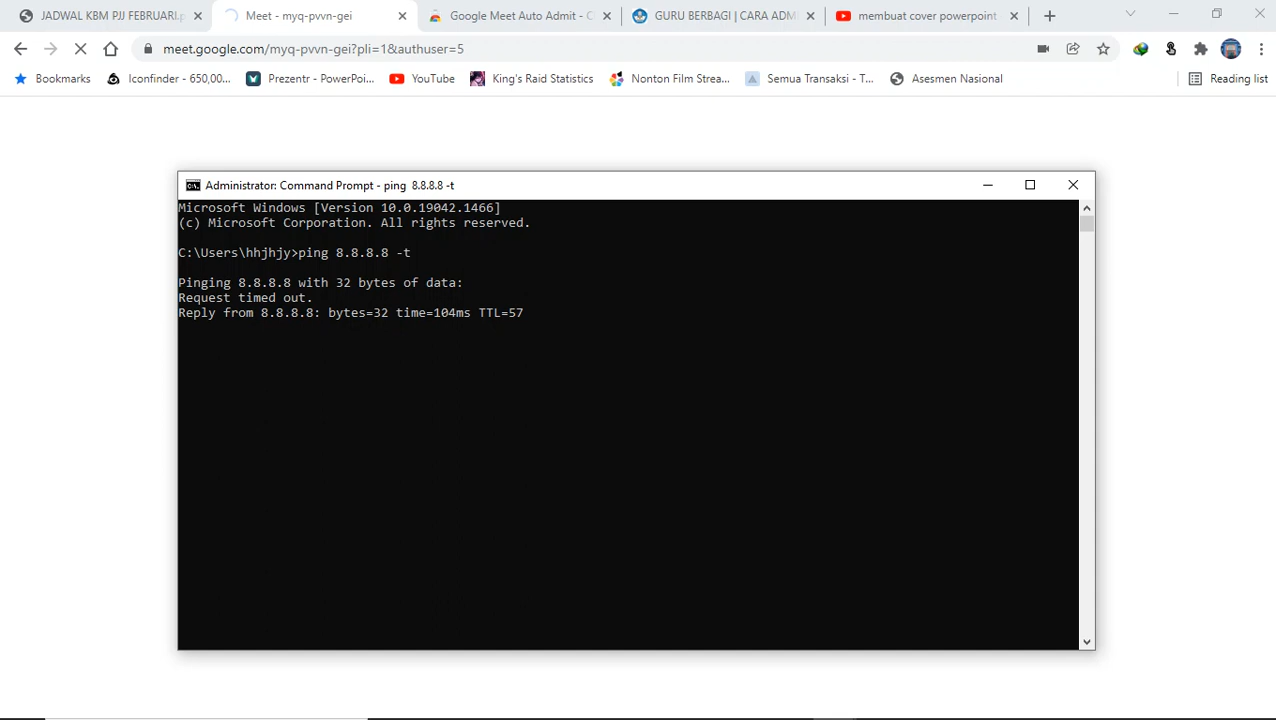 JADWAL KBM PJJ FEBRUARI.p
Meet - myq-pvvn-gei
Google Meet Auto Admit - C
GURU BERBAGI | CARA ADMI
membuat cover powerpoint
meet.google.com/myq-pvvn-gei?pli=1&authuser=5
Bookmarks
Iconfinder - 650,00...
Prezentr - PowerPoi...
YouTube
King's Raid Statistics
Nonton Film Strea...
Semua Transaksi - T...
Asesmen Nasional
Reading list
Administrator: Command Prompt - ping  8.8.8.8 -t
Microsoft Windows [Version 10.0.19042.1466]
(c) Microsoft Corporation. All rights reserved.
C:\Users\hhjhjy>ping 8.8.8.8 -t
Pinging 8.8.8.8 with 32 bytes of data:
Request timed out.
Reply from 8.8.8.8: bytes=32 time=104ms TTL=57